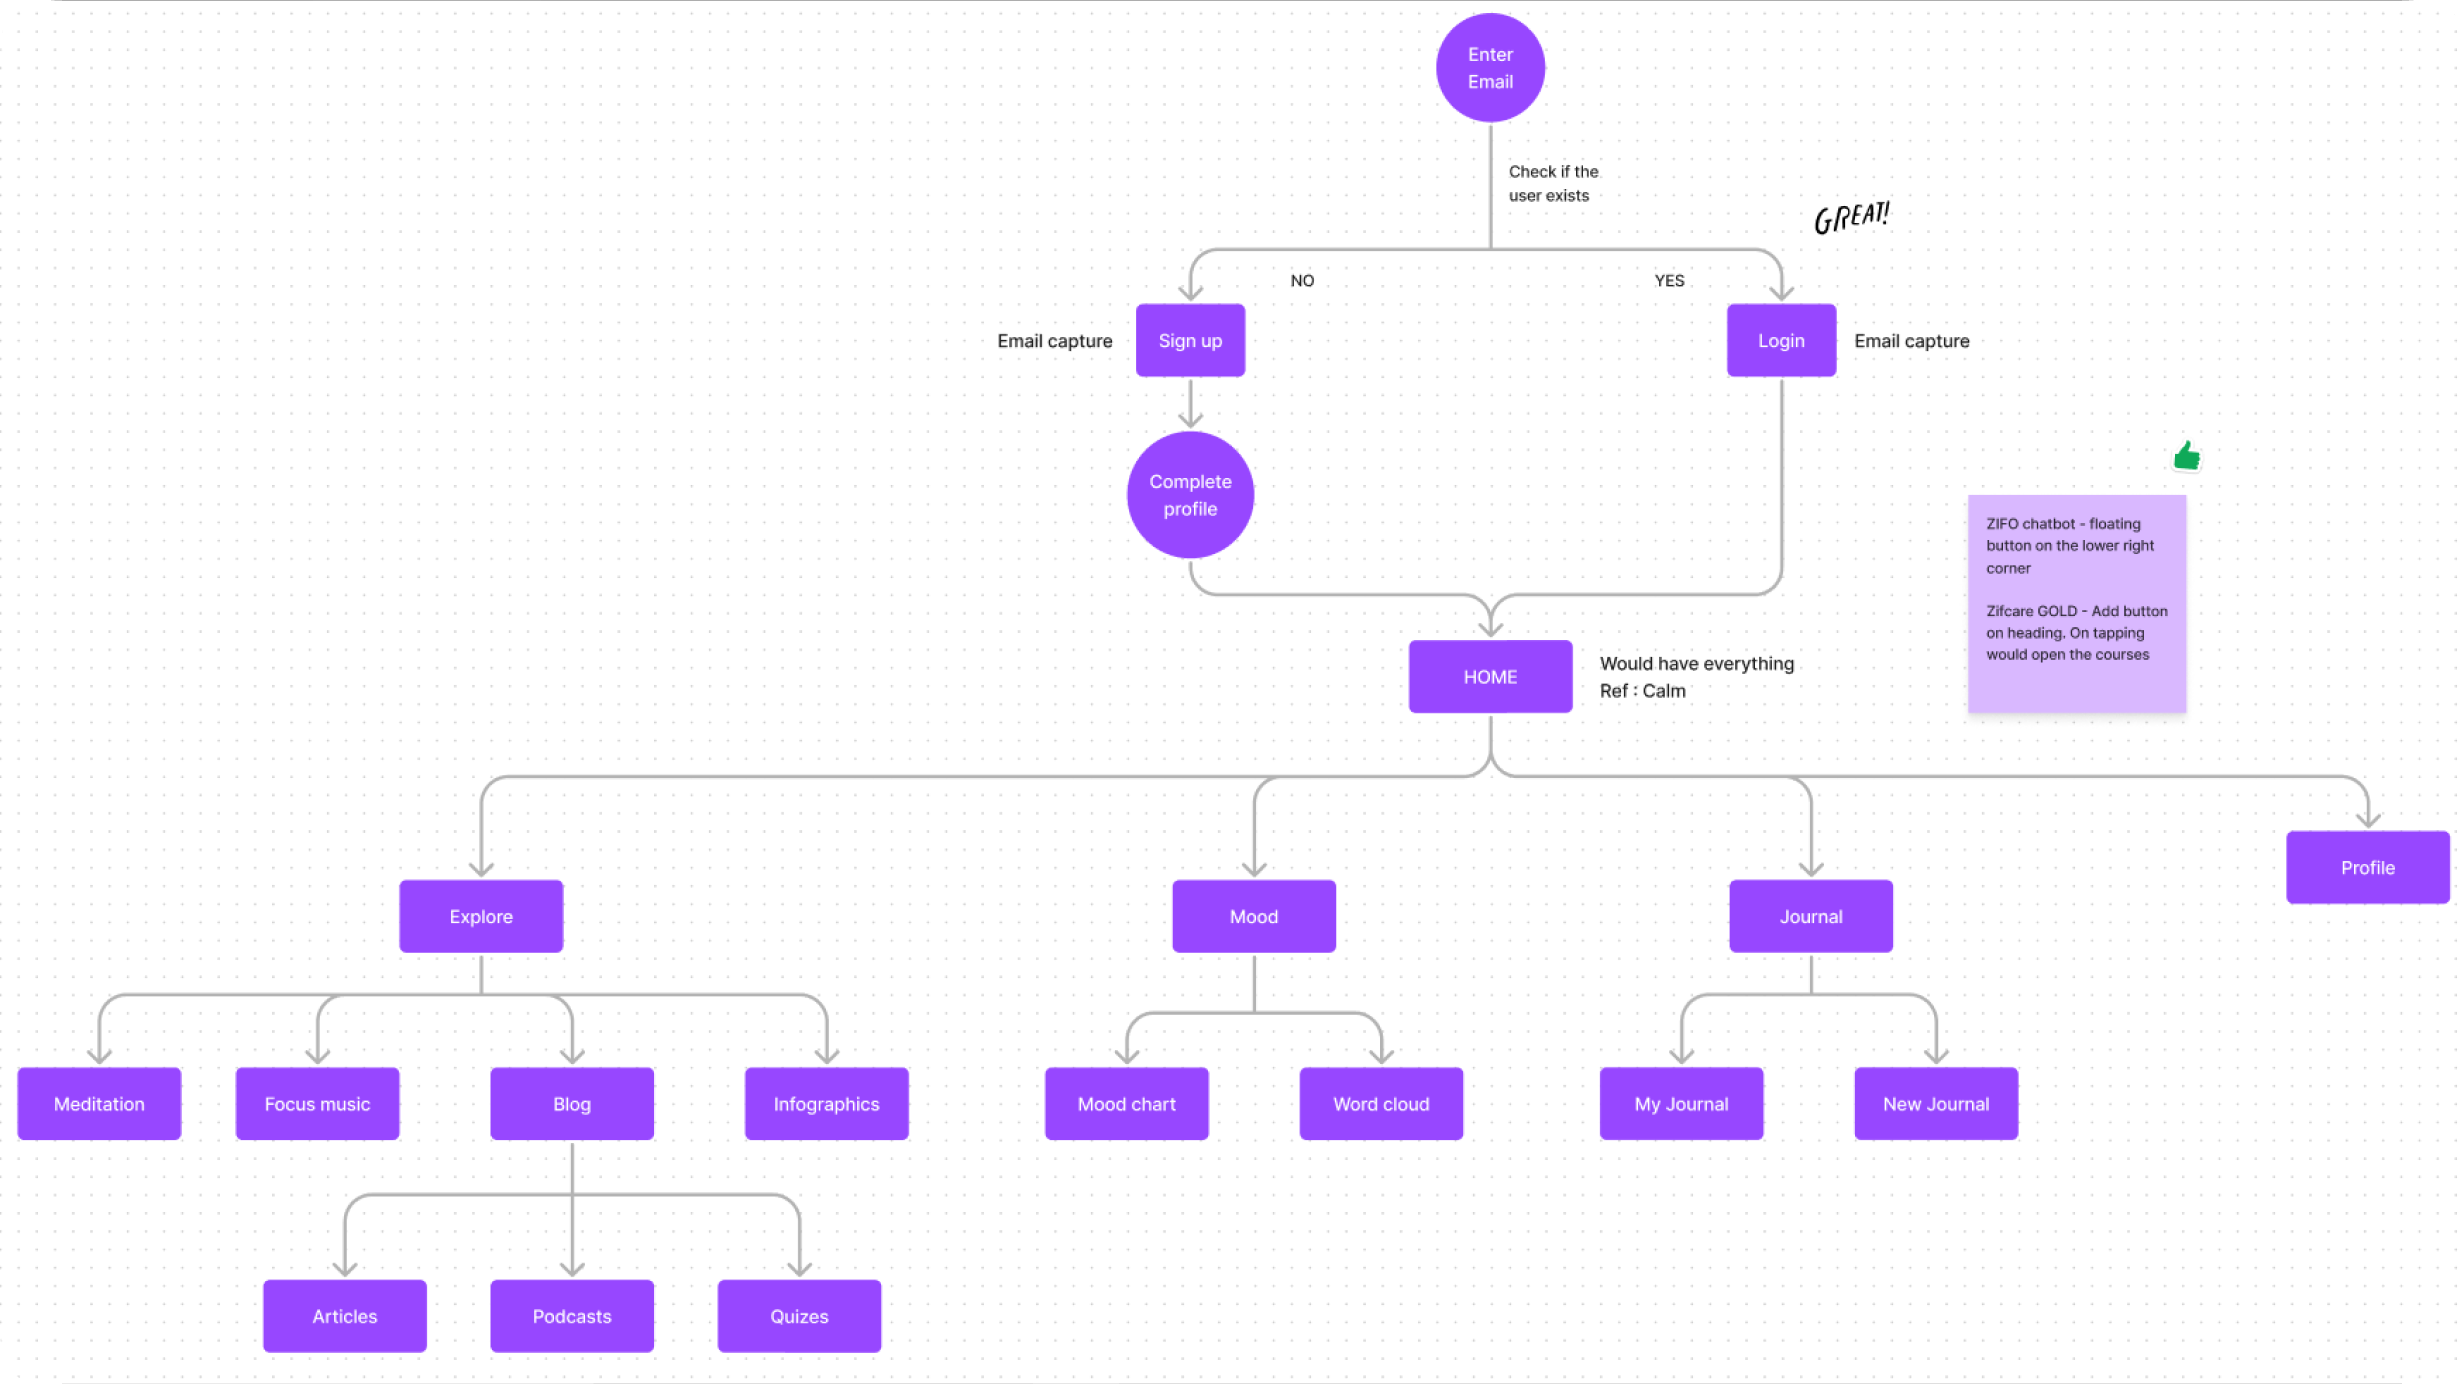 Enter
Email
Check if the
user exists
GREAT!
NO
YES
Email capture
Sign up
Login
Email capture
Complete
profile
ZIFO chatbot - floating
button on the lower right
corner
Zifcare GOLD - Add button
on heading. On tapping
would open the courses
HOME
Would have everything
Ref : Calm
Profile
Explore
Mood
Journal
Meditation
Focus music
Blog
Infographics
Mood chart
Word cloud
My Journal
New Journal
Articles
Podcasts
Quizes